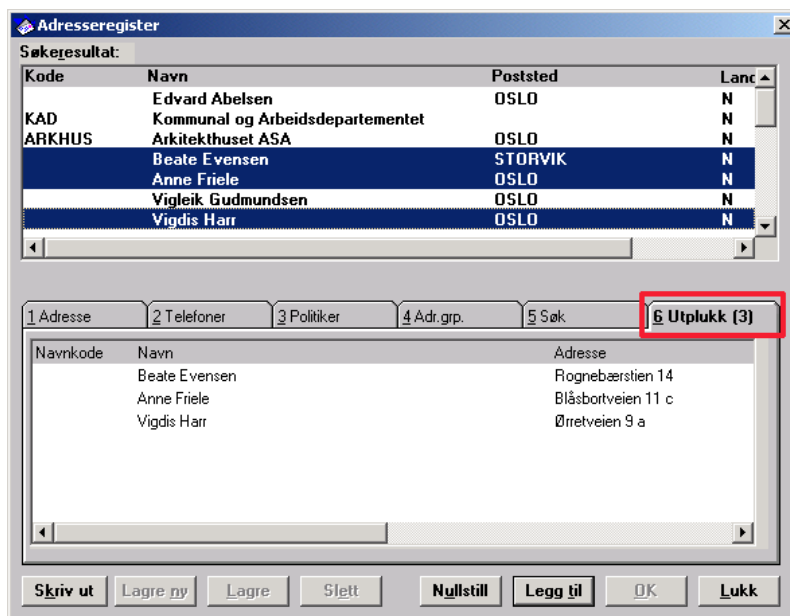 Adresseregister
Søkeresultat:
Kode Navn Poststed Land
Edvard Abelsen OSLO N
KAD Kommunal og Arbeidsdepartementet N
ARKHUS Arkitekthuset ASA OSLO N
Beate Evensen STORVIK N
Anne Friele OSLO N
Vigleik Gudmundsen OSLO N
Vigdis Harr OSLO N
1 Adresse 2 Telefoner 3 Politiker 4 Adr.grp. 5 Søk 6 Utplukk (3)
Navnkode Navn Adresse
Beate Evensen Rognebærstien 14
Anne Friele Blåsbortveien 11 c
Vigdis Harr Ørretveien 9 a
Skriv ut Lagre ny Lagre Slett Nullstill Legg til OK Lukk